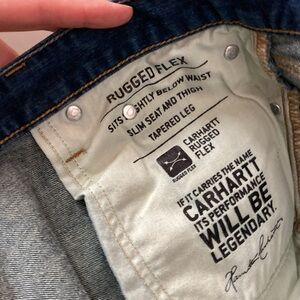 RUGGED FLEX
SITS SLIGHTLY BELOW WAIST
SLIM SEAT AND THIGH
TAPERED LEG
CARHARTT
RUGGED
FLEX
RUGGED FLEX
IF IT CARRIES THE NAME
CARHARTT
ITS PERFORMANCE
WILL BE
LEGENDARY.